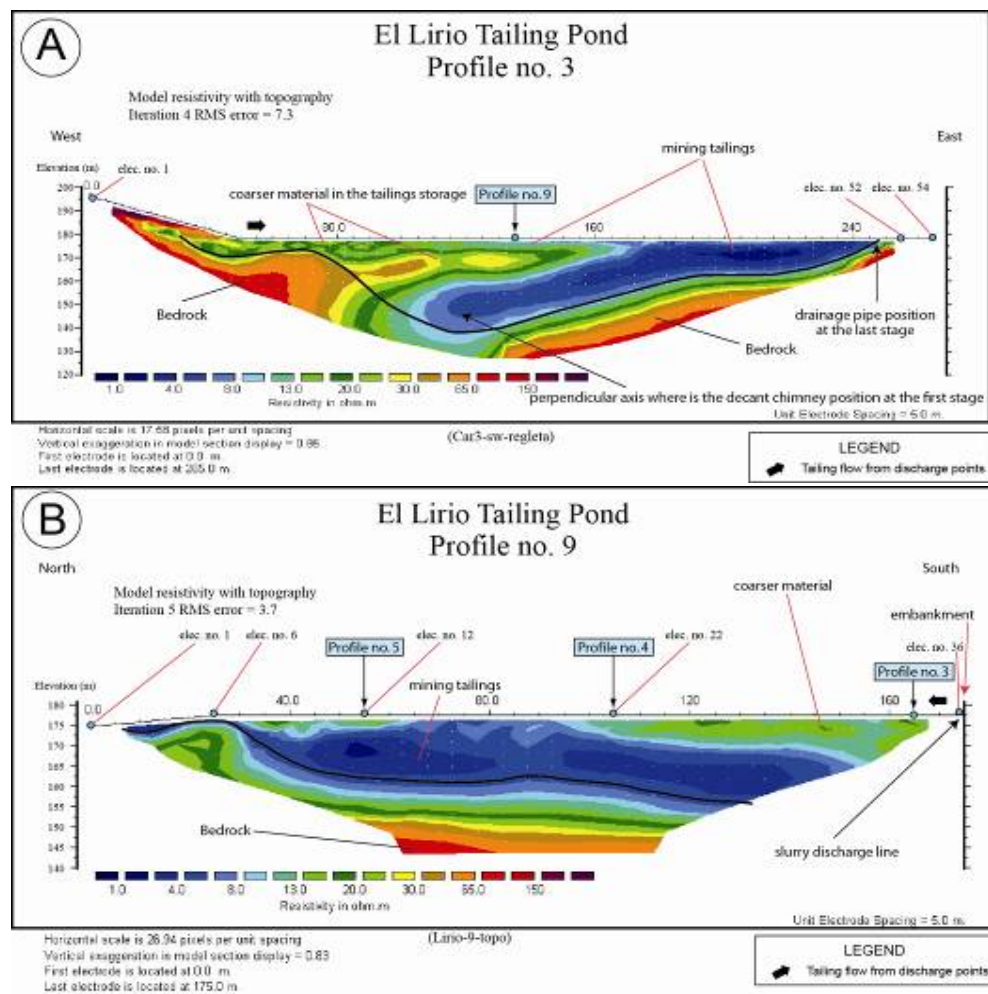 A
El Lirio Tailing Pond
Profile no. 3
Model resistivity with topography
Iteration 4 RMS error = 7.3
West
East
mining tailings
Elevation (m)
elec. no. 1
elec. no. 52
elec. no. 54
coarser material in the tailings storage
Profile no. 9
200
0.0
190
180
80.0
160
240
170
160
150
140
130
120
Bedrock
drainage pipe position
at the last stage
Bedrock
1.0
4.0
8.0
13.0
20.0
30.0
65.0
150
Resistivity in ohm.m
perpendicular axis where is the decant chimney position at the first stage
Unit Electrode Spacing = 5.0 m.
Horizontal scale is 17.68 pixels per unit spacing
Vertical exaggeration in model section display = 0.86
First electrode is located at 0.0 m.
Last electrode is located at 265.0 m.
(Car3-sw-regleta)
LEGEND
Tailing flow from discharge points
B
El Lirio Tailing Pond
Profile no. 9
North
South
Model resistivity with topography
Iteration 5 RMS error = 3.7
coarser material
embankment
elec. no. 1
elec. no. 6
elec. no. 12
elec. no. 22
elec. no. 36
Profile no. 5
Profile no. 4
Profile no. 3
Elevation (m)
mining tailings
180
0.0
40.0
80.0
120
160
175
170
165
160
155
150
145
140
Bedrock
slurry discharge line
1.0
4.0
8.0
13.0
20.0
30.0
65.0
150
Resistivity in ohm.m
Unit Electrode Spacing = 5.0 m.
Horizontal scale is 26.94 pixels per unit spacing
Vertical exaggeration in model section display = 0.83
First electrode is located at 0.0 m.
Last electrode is located at 175.0 m.
(Lirio-9-topo)
LEGEND
Tailing flow from discharge points